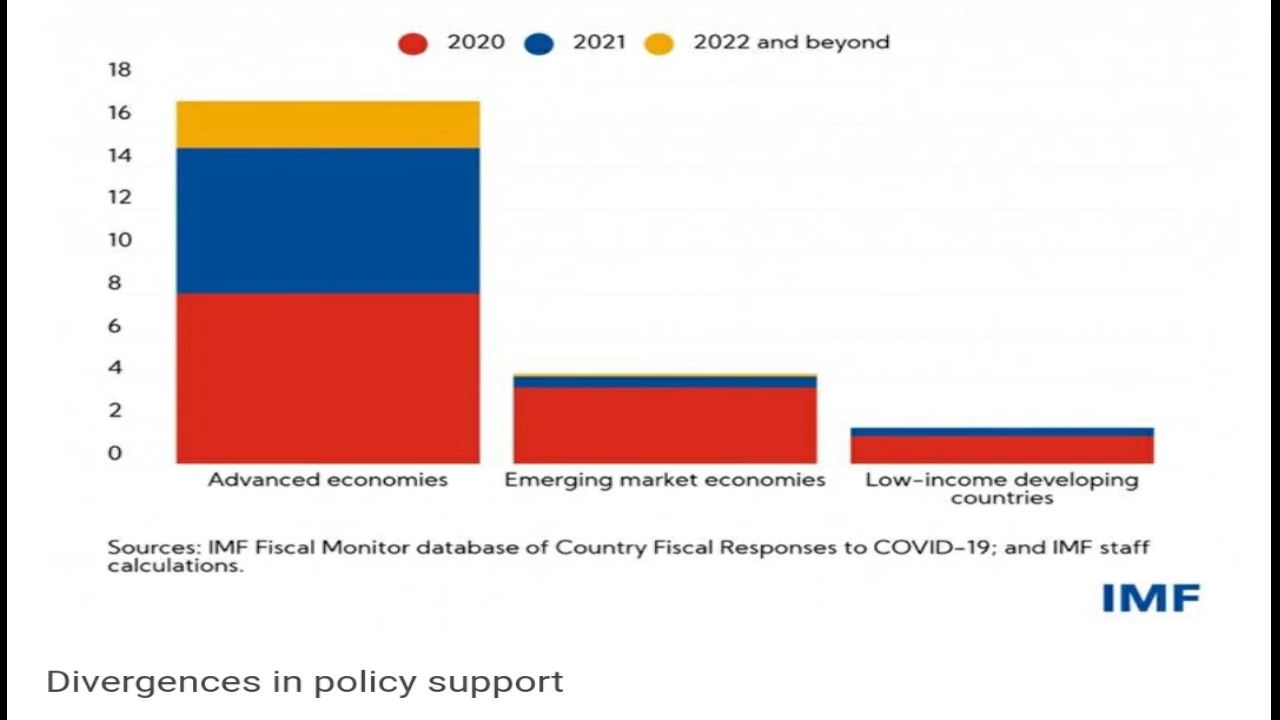 2020 2021 2022 and beyond
18
16
14
12
10
8
6
4
2
0
Advanced economies Emerging market economies Low-income developing
countries
Sources: IMF Fiscal Monitor database of Country Fiscal Responses to COVID-19; and IMF staff
calculations.
IMF
Divergences in policy support